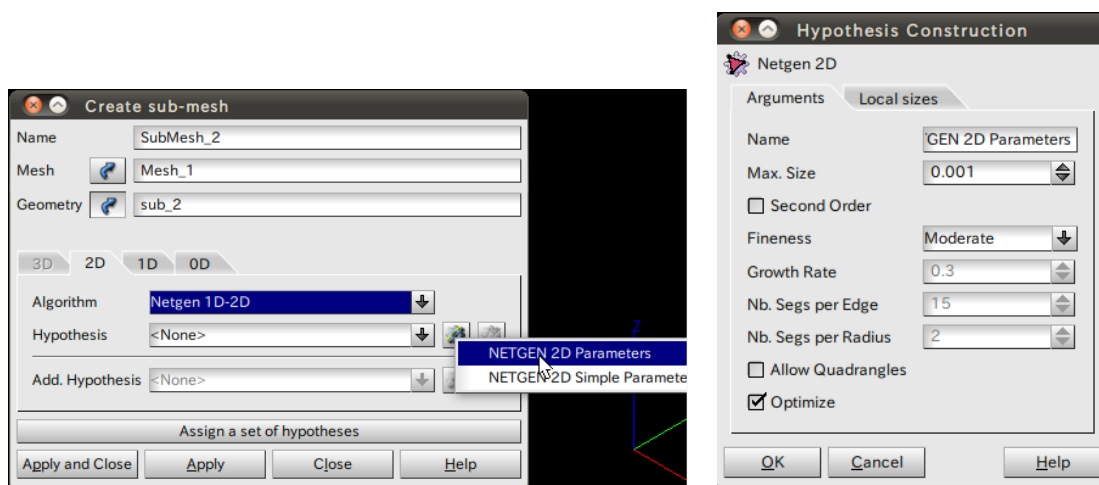 Create sub-mesh
Name SubMesh_2
Mesh Mesh_1
Geometry sub_2
3D 2D 1D 0D
Algorithm Netgen 1D-2D
Hypothesis <None>
NETGEN 2D Parameters
NETGEN 2D Simple Paramete
Add. Hypothesis <None>
Assign a set of hypotheses
Apply and Close Apply Close Help
Z
Hypothesis Construction
Netgen 2D
Arguments Local sizes
Name GEN 2D Parameters
Max. Size 0.001
Second Order
Fineness Moderate
Growth Rate 0.3
Nb. Segs per Edge 15
Nb. Segs per Radius 2
Allow Quadrangles
Optimize
OK Cancel Help